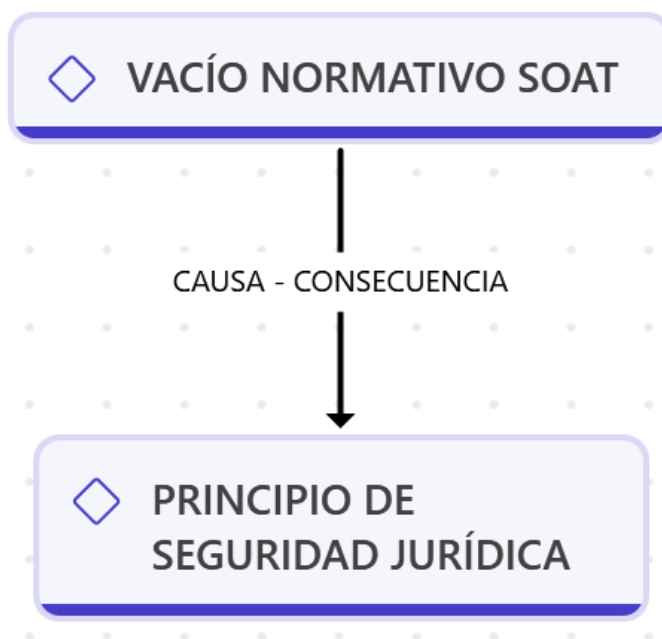 VACÍO NORMATIVO SOAT
CAUSA - CONSECUENCIA
PRINCIPIO DE
SEGURIDAD JURÍDICA